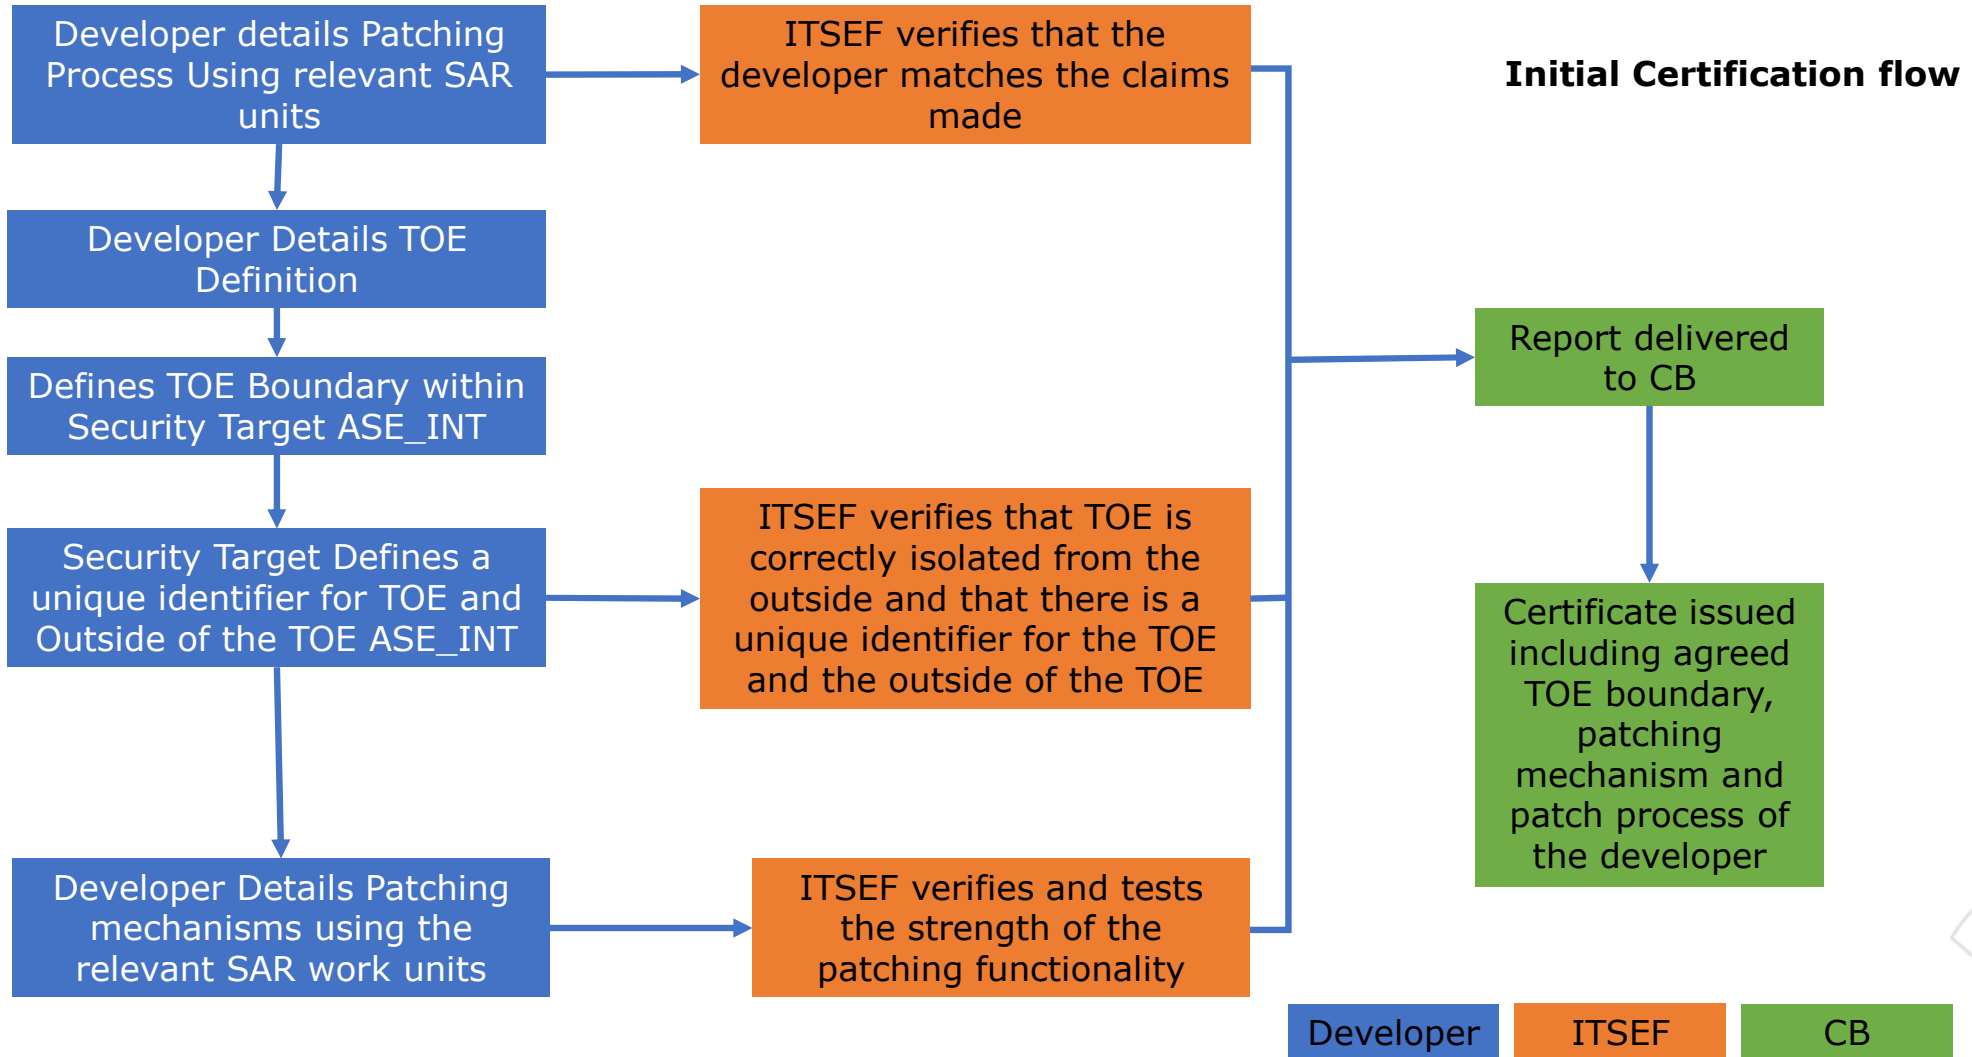 Developer details Patching
Process Using relevant SAR
units
ITSEF verifies that the
developer matches the claims
made
Initial Certification flow
Developer Details TOE
Definition
Defines TOE Boundary within
Security Target ASE_INT
Report delivered
to CB
Security Target Defines a
unique identifier for TOE and
Outside of the TOE ASE_INT
ITSEF verifies that TOE is
correctly isolated from the
outside and that there is a
unique identifier for the TOE
and the outside of the TOE
Certificate issued
including agreed
TOE boundary,
patching
mechanism and
patch process of
the developer
Developer Details Patching
mechanisms using the
relevant SAR work units
ITSEF verifies and tests
the strength of the
patching functionality
Developer
ITSEF
CB